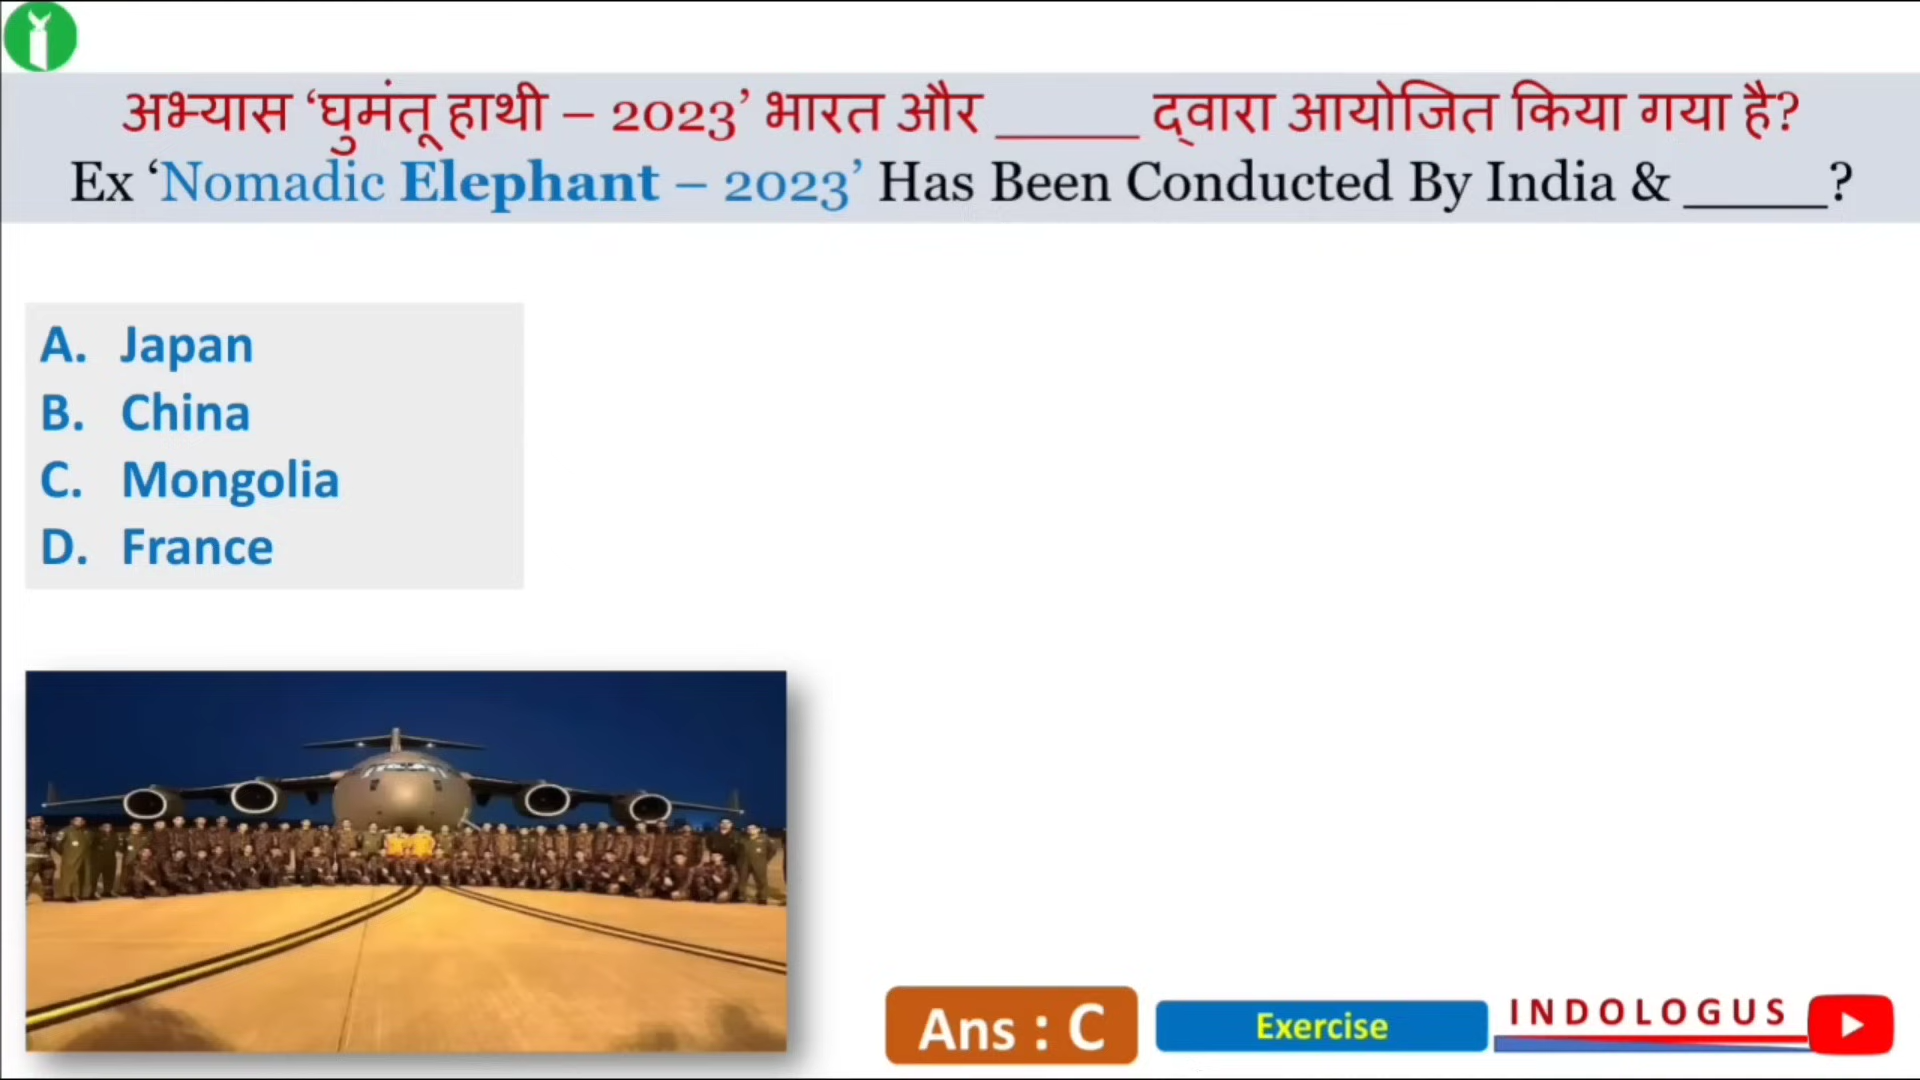 अभ्यास ‘घुमंतू हाथी – 2023’ भारत और _____ द्वारा आयोजित किया गया है?
Ex ‘Nomadic Elephant – 2023’ Has Been Conducted By India & _____?
A. Japan
B. China
C. Mongolia
D. France
Ans : C
Exercise
INDOLOGUS